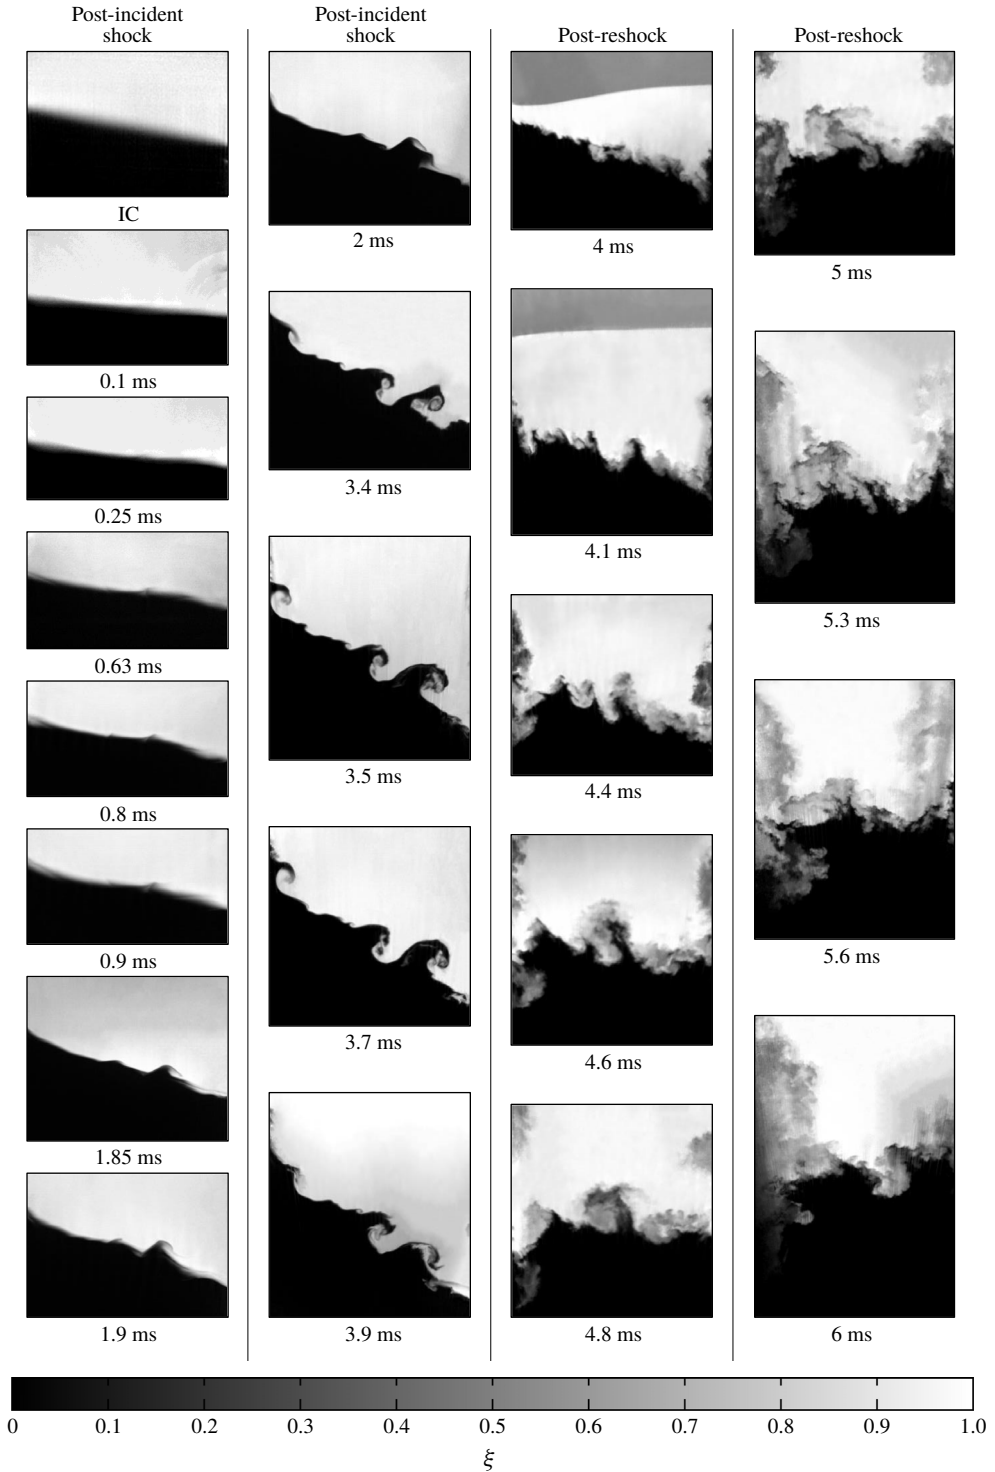 Post-incident
shock
IC
0.1 ms
0.25 ms
0.63 ms
0.8 ms
0.9 ms
1.85 ms
1.9 ms
Post-incident
shock
2 ms
3.4 ms
3.5 ms
3.7 ms
3.9 ms
Post-reshock
4 ms
4.1 ms
4.4 ms
4.6 ms
4.8 ms
Post-reshock
5 ms
5.3 ms
5.6 ms
6 ms
0 0.1 0.2 0.3 0.4 0.5 0.6 0.7 0.8 0.9 1.0
ξ